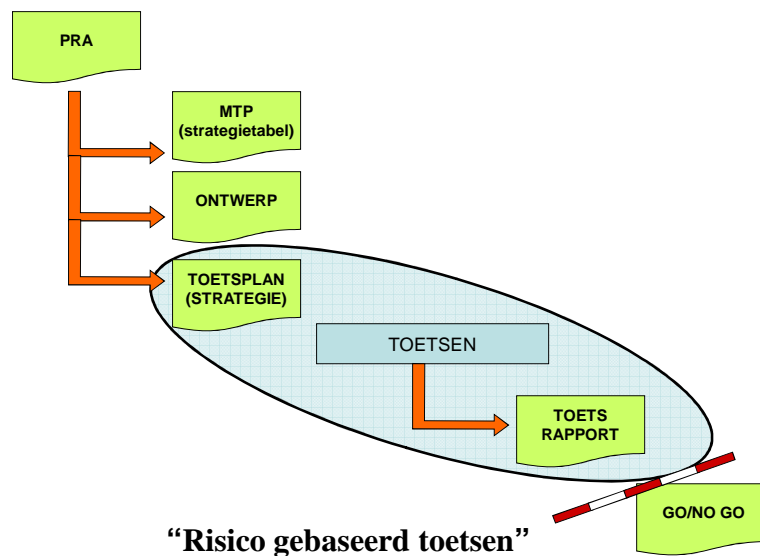 PRA
MTP
(strategietabel)
ONTWERP
TOETSPLAN
(STRATEGIE)
TOETSEN
TOETS
RAPPORT
GO/NO GO
“Risico gebaseerd toetsen”